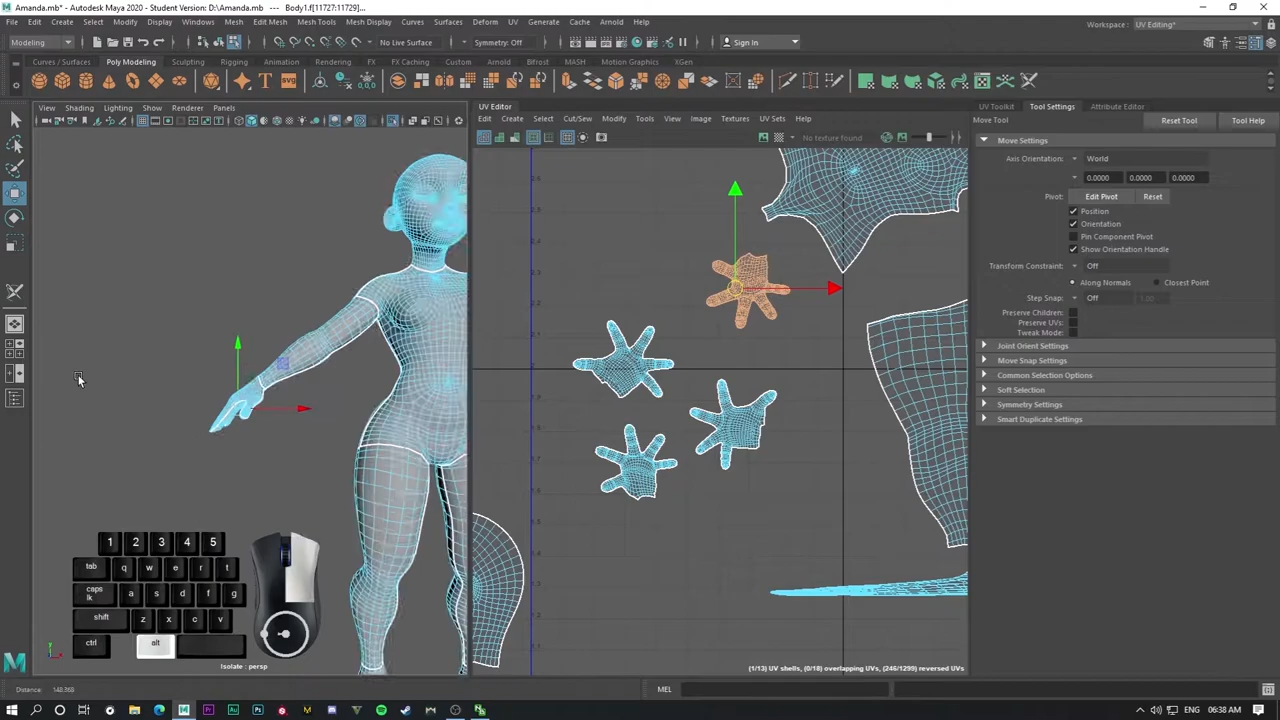 Amanda.mb* - Autodesk Maya 2020 - Student Version: D:\Amanda.mb --- Body1.f[11727:11729]...
File Edit Create Select Modify Display Windows Mesh Edit Mesh Mesh Tools Mesh Display Curves Surfaces Deform UV Generate Cache Arnold Help
Workspace : UV Editing*
Modeling No Live Surface Symmetry: Off Sign In
Curves / Surfaces Poly Modeling Sculpting Rigging Animation Rendering FX FX Caching Custom Arnold Bifrost MASH Motion Graphics XGen
View Shading Lighting Show Renderer Panels
UV Editor
Edit Create Select Cut/Sew Modify Tools View Image Textures UV Sets Help
No texture found
UV Toolkit Tool Settings Attribute Editor
Move Tool Reset Tool Tool Help
Move Settings
Axis Orientation: World
0.0000 0.0000 0.0000
Pivot: Edit Pivot Reset
Position
Orientation
Pin Component Pivot
Show Orientation Handle
Transform Constraint: Off
Along Normals Closest Point
Step Snap: Off 1.00
Preserve Children:
Preserve UVs:
Tweak Mode:
Joint Orient Settings
Move Snap Settings
Common Selection Options
Soft Selection
Symmetry Settings
Smart Duplicate Settings
1 2 3 4 5
tab q w e r t
caps lk a s d f g
shift z x c v
ctrl alt
Isolate : persp
(1/13) UV shells, (0/18) overlapping UVs, (246/1299) reversed UVs
Distance: 148.368
MEL
ENG 06:38 AM